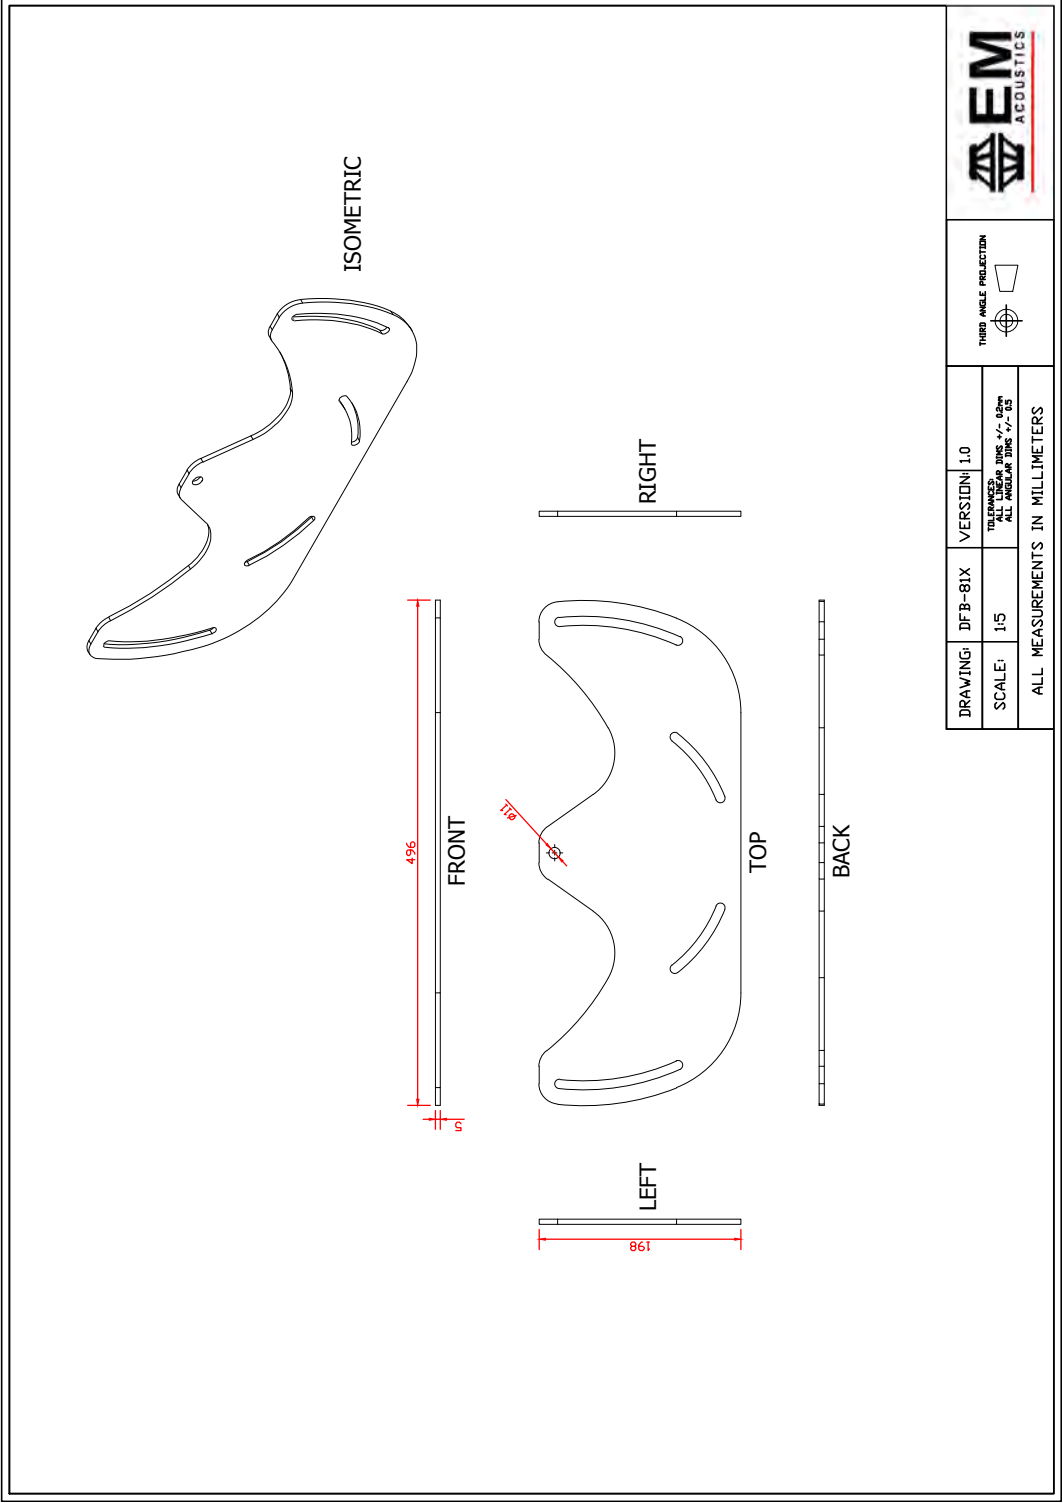 ISOMETRIC
496
FRONT
5
Ø11
TOP
BACK
LEFT
198
RIGHT
EM
ACOUSTICS
THIRD ANGLE PROJECTION
DRAWING: DFB-81X VERSION: 1.0
SCALE: 1:5
TOLERANCES:
ALL LINEAR DIMS +/- 0.2mm
ALL ANGULAR DIMS +/- 0.5
ALL MEASUREMENTS IN MILLIMETERS